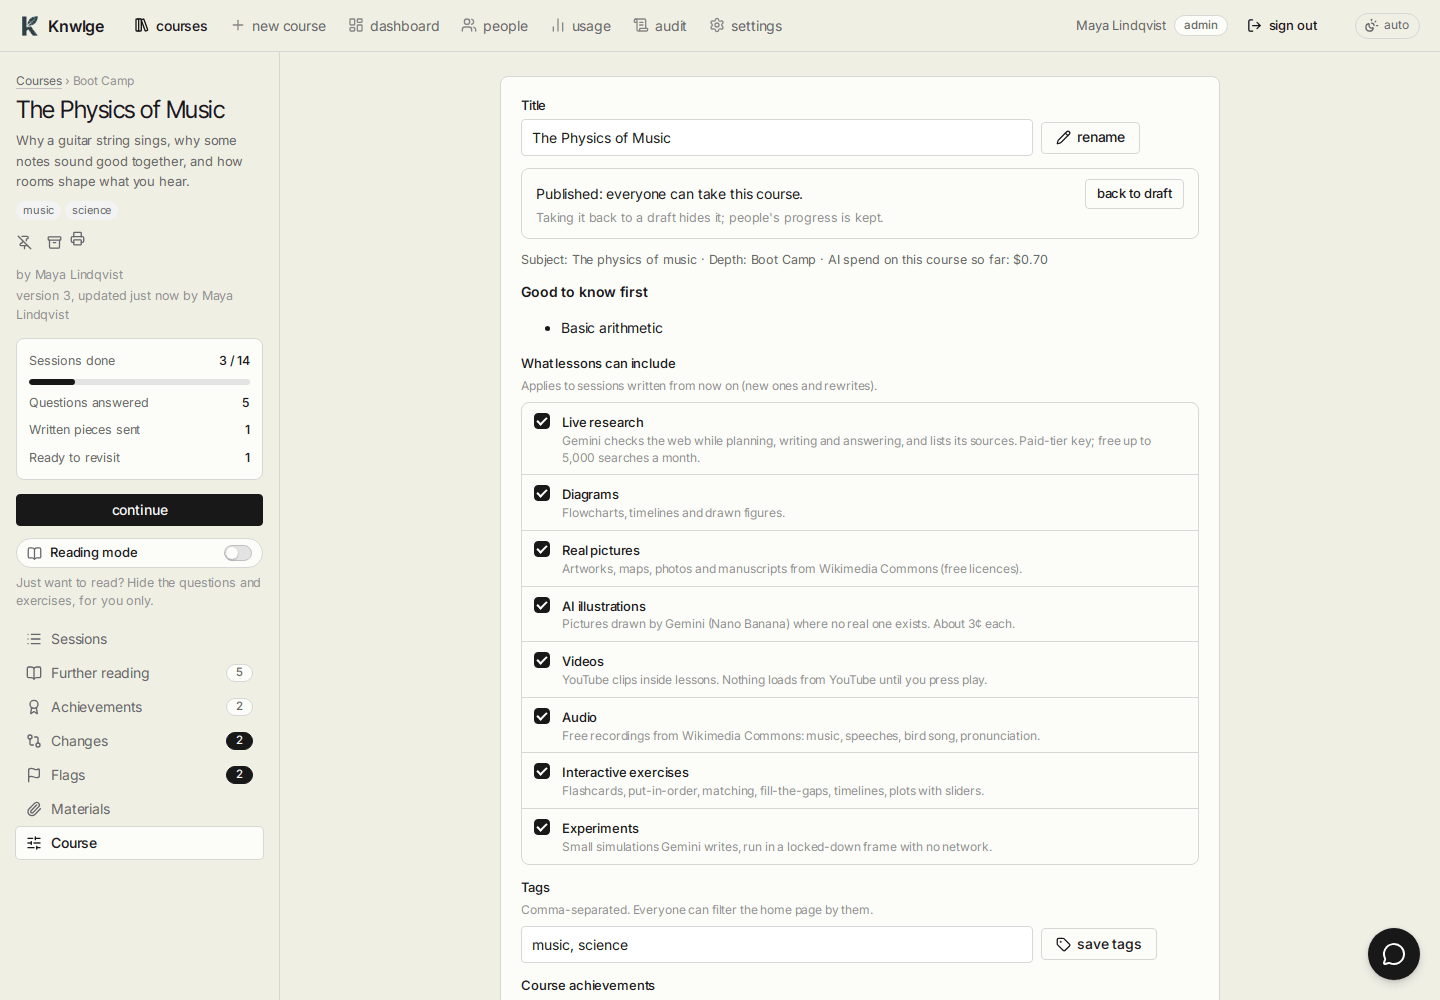 Knwlge
courses
new course
dashboard
people
usage
audit
settings
Maya Lindqvist
admin
sign out
auto
Courses › Boot Camp
The Physics of Music
Why a guitar string sings, why some
notes sound good together, and how
rooms shape what you hear.
music
science
by Maya Lindqvist
version 3, updated just now by Maya
Lindqvist
Sessions done 3 / 14
Questions answered 5
Written pieces sent 1
Ready to revisit 1
continue
Reading mode
Just want to read? Hide the questions and
exercises, for you only.
Sessions
Further reading 5
Achievements 2
Changes 2
Flags 2
Materials
Course
Title
The Physics of Music
rename
Published: everyone can take this course.
back to draft
Taking it back to a draft hides it; people's progress is kept.
Subject: The physics of music · Depth: Boot Camp · AI spend on this course so far: $0.70
Good to know first
• Basic arithmetic
What lessons can include
Applies to sessions written from now on (new ones and rewrites).
Live research
Gemini checks the web while planning, writing and answering, and lists its sources. Paid-tier key; free up to
5,000 searches a month.
Diagrams
Flowcharts, timelines and drawn figures.
Real pictures
Artworks, maps, photos and manuscripts from Wikimedia Commons (free licences).
AI illustrations
Pictures drawn by Gemini (Nano Banana) where no real one exists. About 3¢ each.
Videos
YouTube clips inside lessons. Nothing loads from YouTube until you press play.
Audio
Free recordings from Wikimedia Commons: music, speeches, bird song, pronunciation.
Interactive exercises
Flashcards, put-in-order, matching, fill-the-gaps, timelines, plots with sliders.
Experiments
Small simulations Gemini writes, run in a locked-down frame with no network.
Tags
Comma-separated. Everyone can filter the home page by them.
music, science
save tags
Course achievements